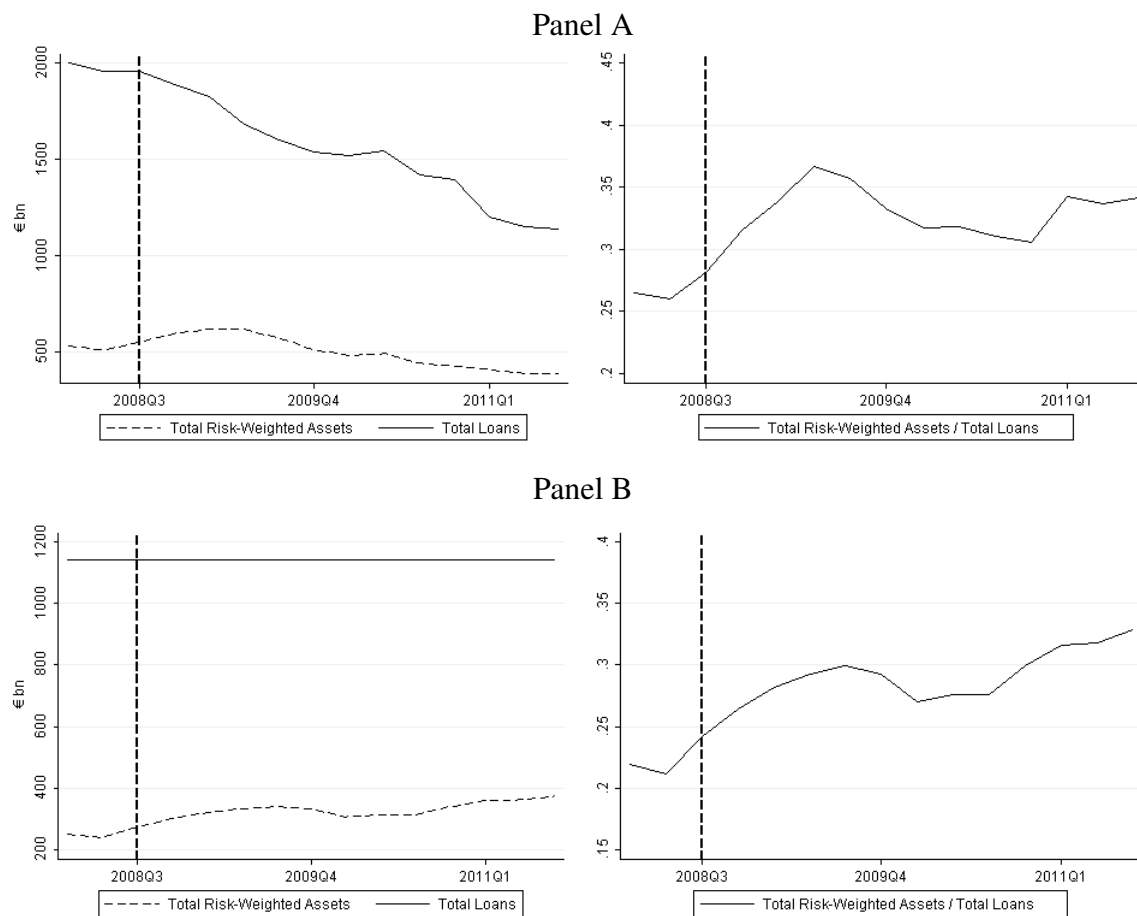 Panel A
2000
1500
1000
500
€ bn
2008Q3 2009Q4 2011Q1
Total Risk-Weighted Assets Total Loans
.45
.4
.35
.3
.25
.2
2008Q3 2009Q4 2011Q1
Total Risk-Weighted Assets / Total Loans
Panel B
1200
1000
800
600
400
200
€ bn
2008Q3 2009Q4 2011Q1
Total Risk-Weighted Assets Total Loans
.4
.35
.3
.25
.2
.15
2008Q3 2009Q4 2011Q1
Total Risk-Weighted Assets / Total Loans